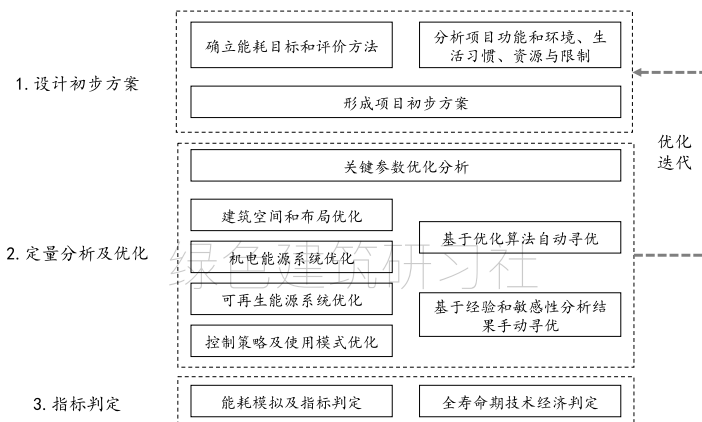 确立能耗目标和评价方法
分析项目功能和环境、生
活习惯、资源与限制
1.设计初步方案
形成项目初步方案
优化
迭代
关键参数优化分析
建筑空间和布局优化
基于优化算法自动寻优
2.定量分析及优化
机电能源系统优化
绿色建筑研习社
可再生能源系统优化
基于经验和敏感性分析结
果手动寻优
控制策略及使用模式优化
3.指标判定
能耗模拟及指标判定
全寿命期技术经济判定